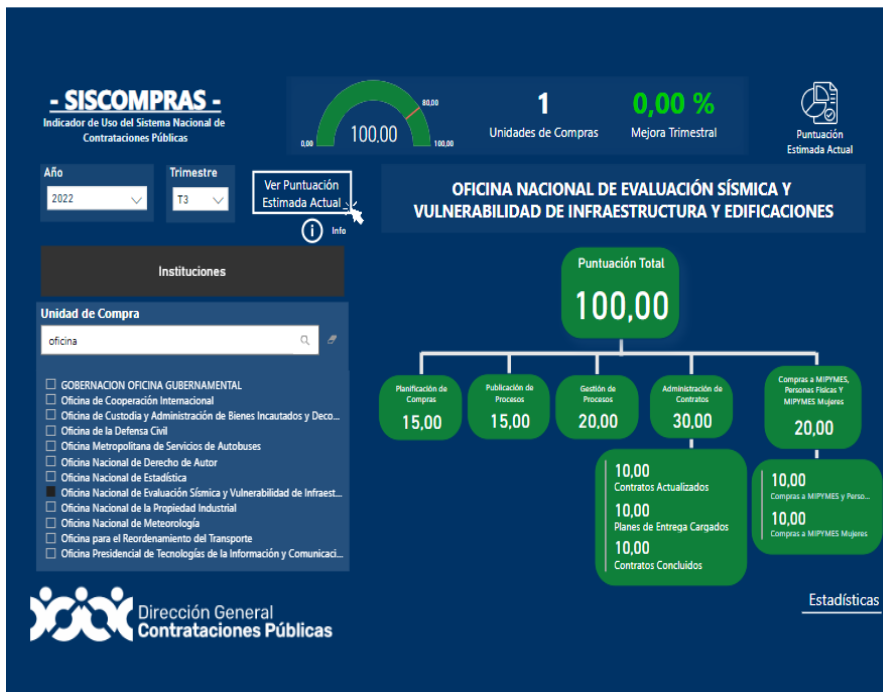 - SISCOMPRAS -
Indicador de Uso del Sistema Nacional de
Contrataciones Públicas
0,00
100,00
80,00
100,00
1
Unidades de Compras
0,00 %
Mejora Trimestral
Puntuación
Estimada Actual
Año
2022
Trimestre
T3
Ver Puntuación
Estimada Actual
i Info
OFICINA NACIONAL DE EVALUACIÓN SÍSMICA Y
VULNERABILIDAD DE INFRAESTRUCTURA Y EDIFICACIONES
Instituciones
Unidad de Compra
oficina
GOBERNACION OFICINA GUBERNAMENTAL
Oficina de Cooperación Internacional
Oficina de Custodia y Administración de Bienes Incautados y Deco...
Oficina de la Defensa Civil
Oficina Metropolitana de Servicios de Autobuses
Oficina Nacional de Derecho de Autor
Oficina Nacional de Estadística
Oficina Nacional de Evaluación Sísmica y Vulnerabilidad de Infraest...
Oficina Nacional de la Propiedad Industrial
Oficina Nacional de Meteorología
Oficina para el Reordenamiento del Transporte
Oficina Presidencial de Tecnologías de la Información y Comunicaci...
Puntuación Total
100,00
Planificación de
Compras
15,00
Publicación de
Procesos
15,00
Gestión de
Procesos
20,00
Administración de
Contratos
30,00
Compras a MIPYMES,
Personas Físicas Y
MIPYMES Mujeres
20,00
10,00
Contratos Actualizados
10,00
Planes de Entrega Cargados
10,00
Contratos Concluidos
10,00
Compras a MIPYMES y Perso...
10,00
Compras a MIPYMES Mujeres
Estadísticas
Dirección General
Contrataciones Públicas